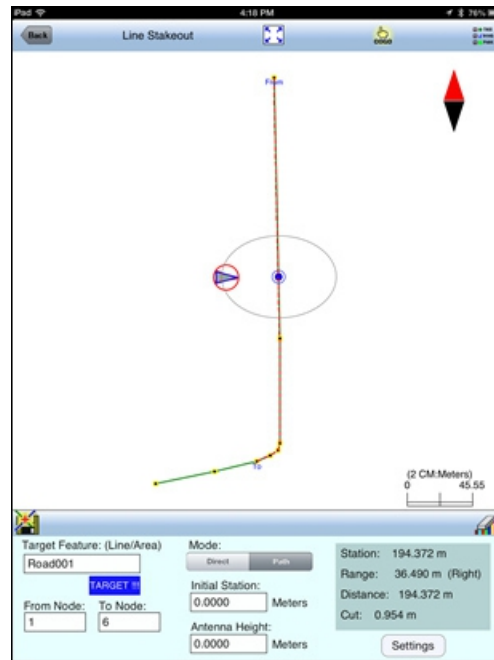 iPad 4:18 PM 76%
Back Line Stakeout COGO
From
To
(2 CM:Meters)
0 45.55
Target Feature: (Line/Area)
Road001
TARGET !!!
From Node: To Node:
1 6
Mode:
Direct Path
Initial Station:
0.0000 Meters
Antenna Height:
0.0000 Meters
Station: 194.372 m
Range: 36.490 m (Right)
Distance: 194.372 m
Cut: 0.954 m
Settings